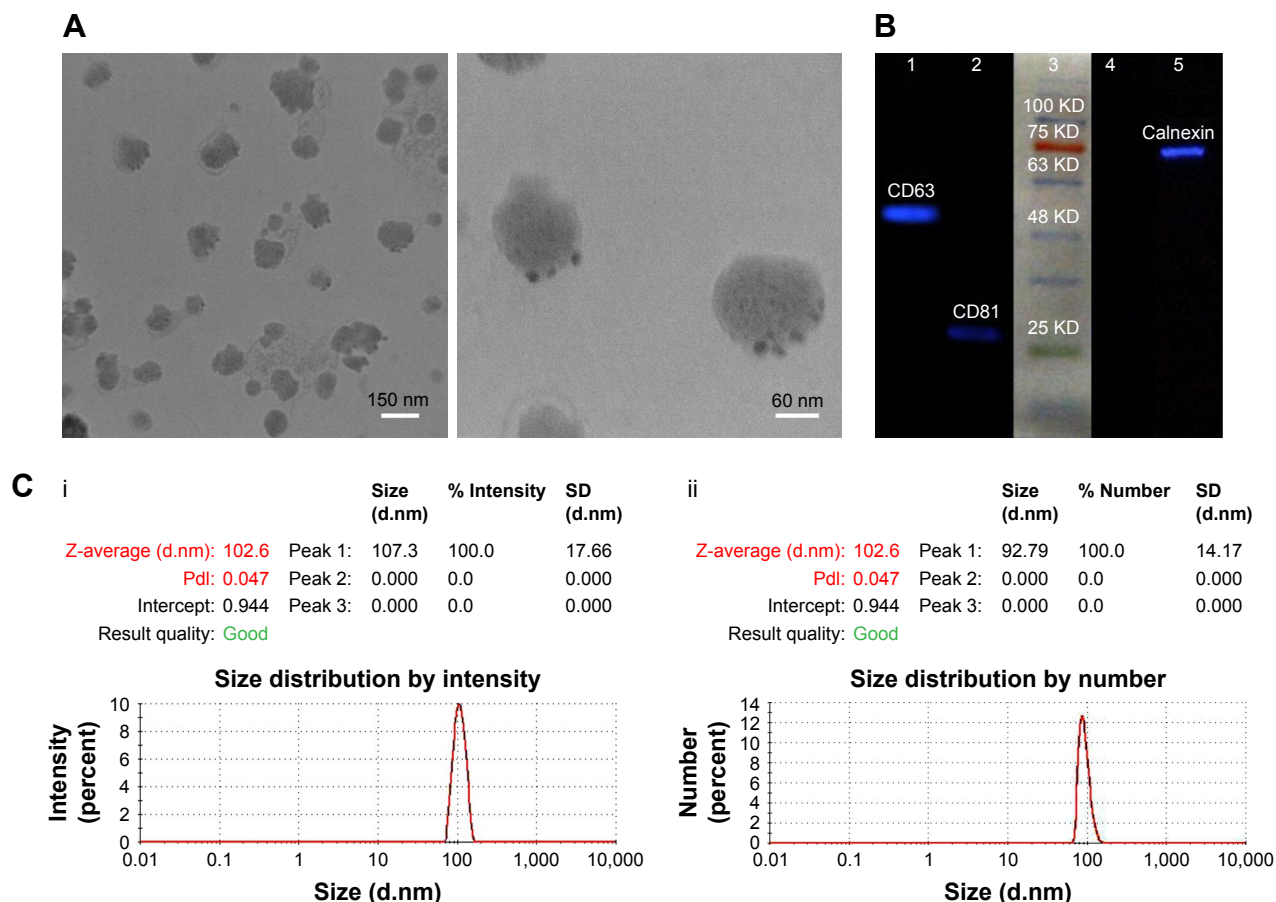 A
B
150 nm
60 nm
1 2 3 4 5
100 KD
75 KD
Calnexin
63 KD
CD63
48 KD
CD81
25 KD
C
i
Size (d.nm) % Intensity SD (d.nm)
Z-average (d.nm): 102.6 Peak 1: 107.3 100.0 17.66
PdI: 0.047 Peak 2: 0.000 0.0 0.000
Intercept: 0.944 Peak 3: 0.000 0.0 0.000
Result quality: Good
Size distribution by intensity
Intensity (percent)
10
8
6
4
2
0
0.01 0.1 1 10 100 1,000 10,000
Size (d.nm)
ii
Size (d.nm) % Number SD (d.nm)
Z-average (d.nm): 102.6 Peak 1: 92.79 100.0 14.17
PdI: 0.047 Peak 2: 0.000 0.0 0.000
Intercept: 0.944 Peak 3: 0.000 0.0 0.000
Result quality: Good
Size distribution by number
Number (percent)
14
12
10
8
6
4
2
0
0.01 0.1 1 10 100 1,000 10,000
Size (d.nm)